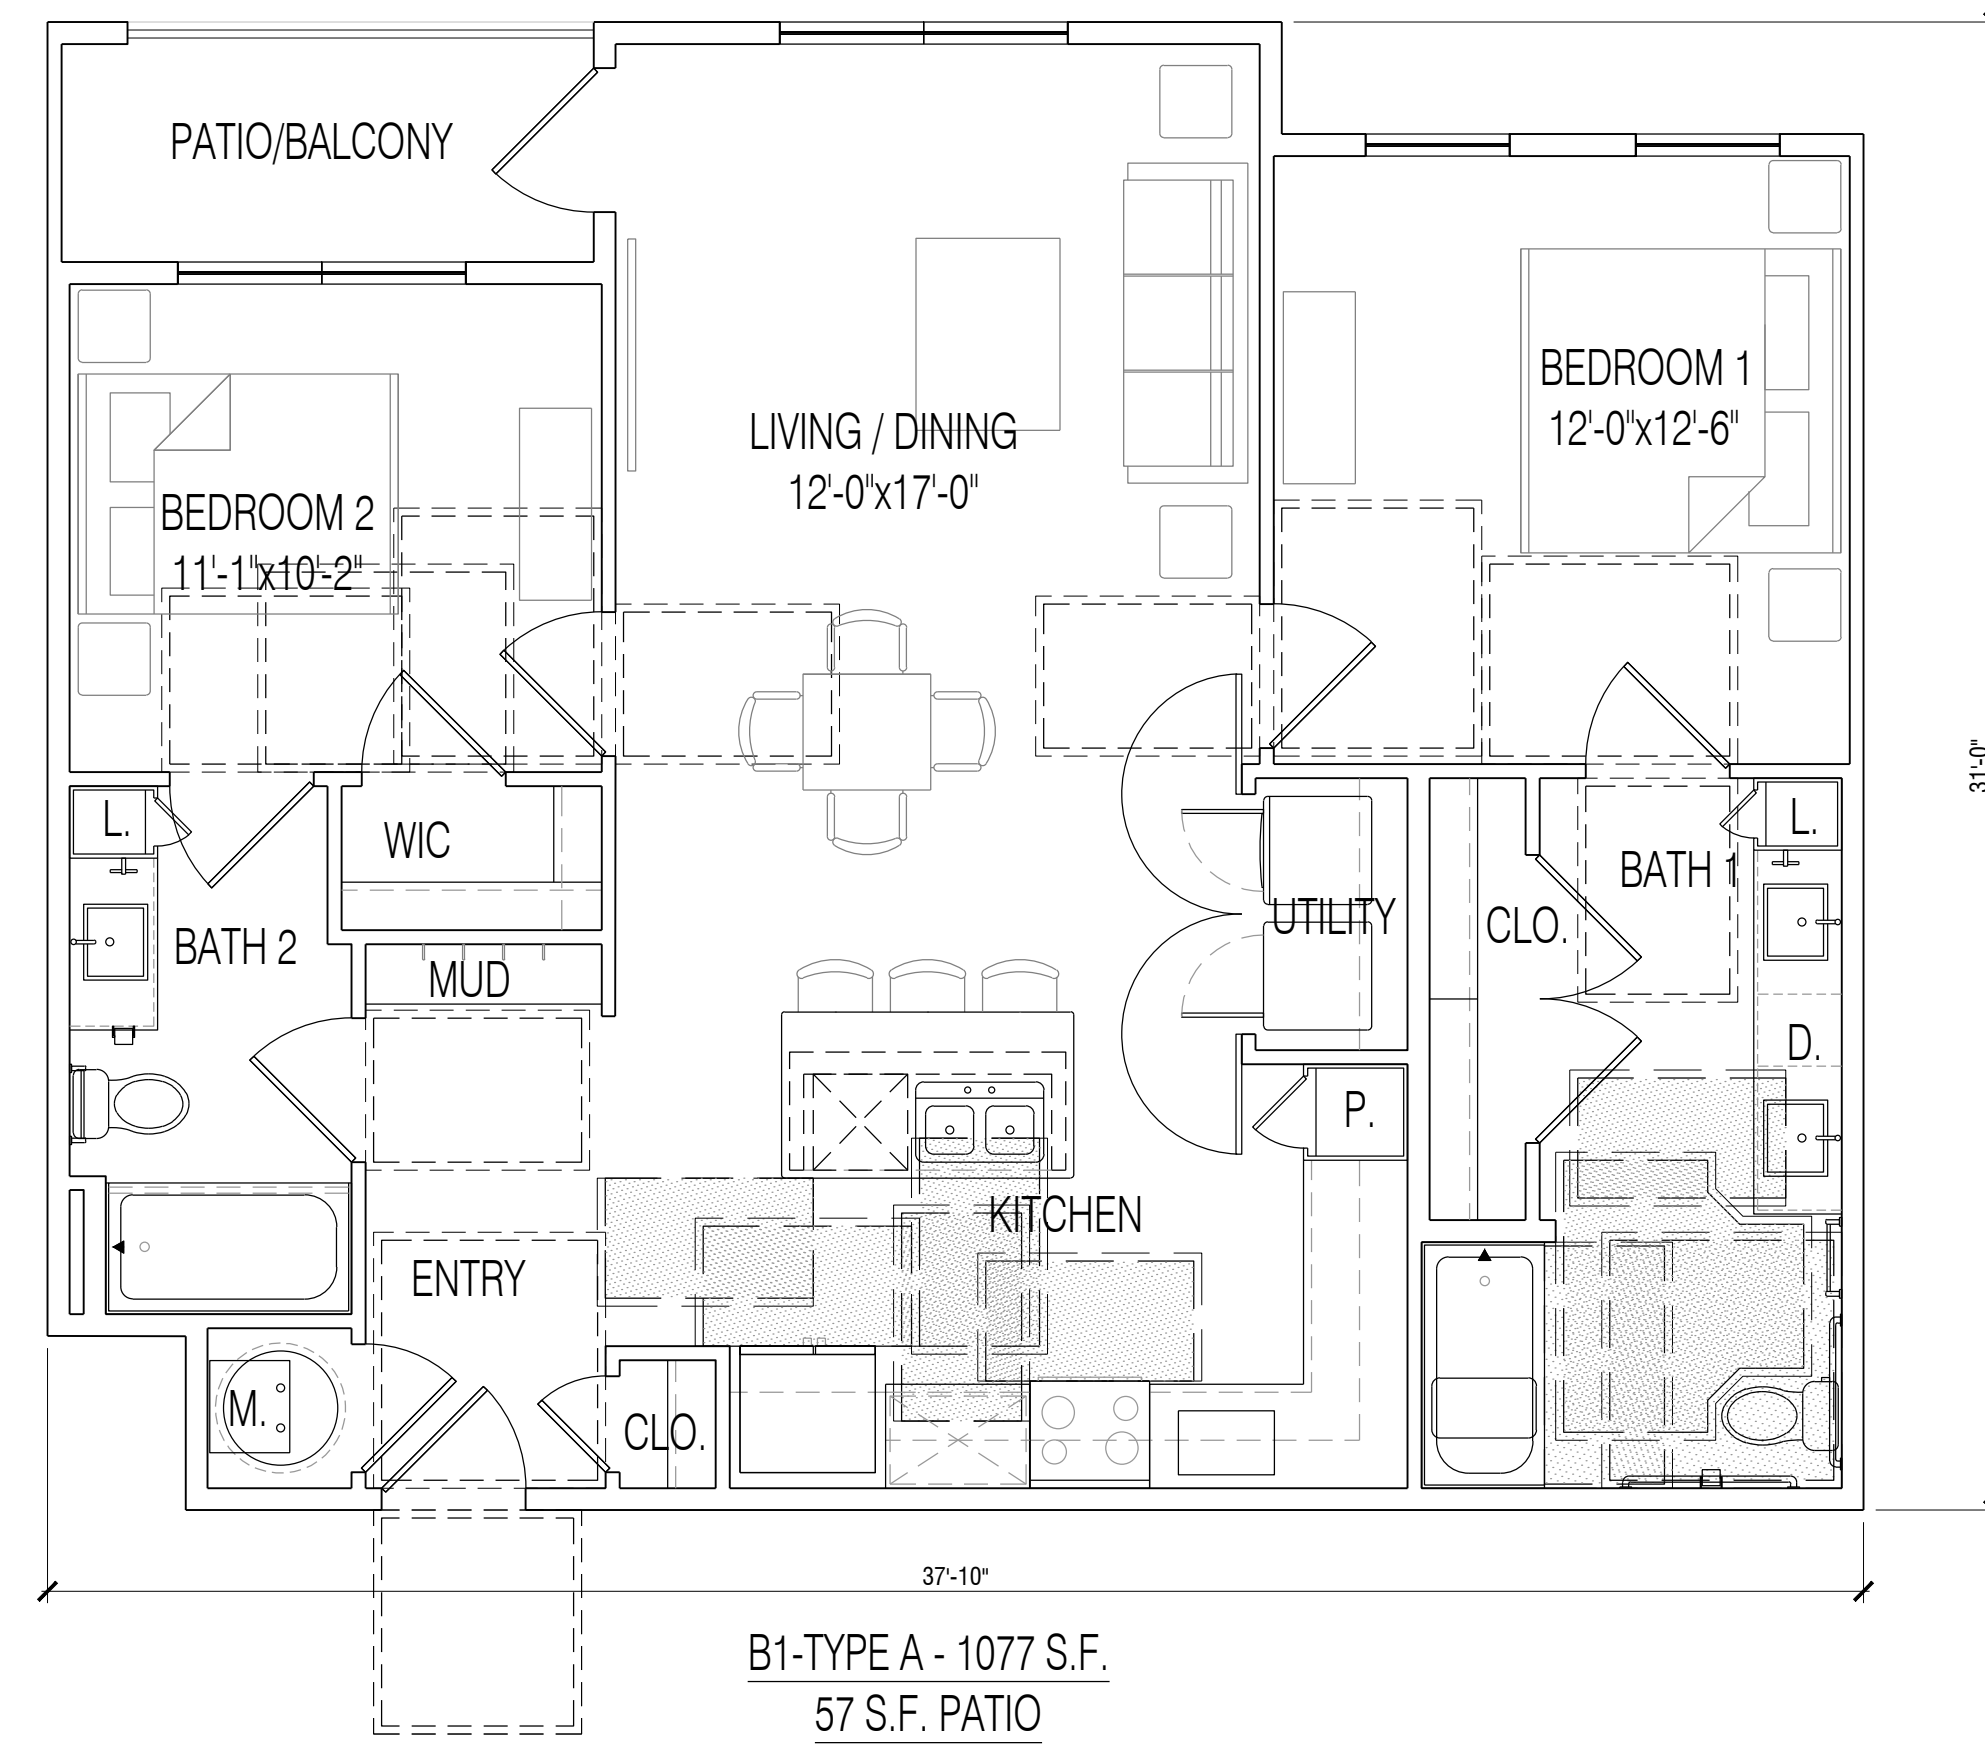 PATIO/BALCONY
BEDROOM 1
12'-0"x12'-6"
LIVING / DINING
12'-0"x17'-0"
BEDROOM 2
11'-1"x10'-2"
31'-0"
L.
WIC
L.
BATH 1
UTILITY
CLO.
BATH 2
MUD
D.
P.
KITCHEN
ENTRY
M.
CLO.
37'-10"
B1-TYPE A - 1077 S.F.
57 S.F. PATIO